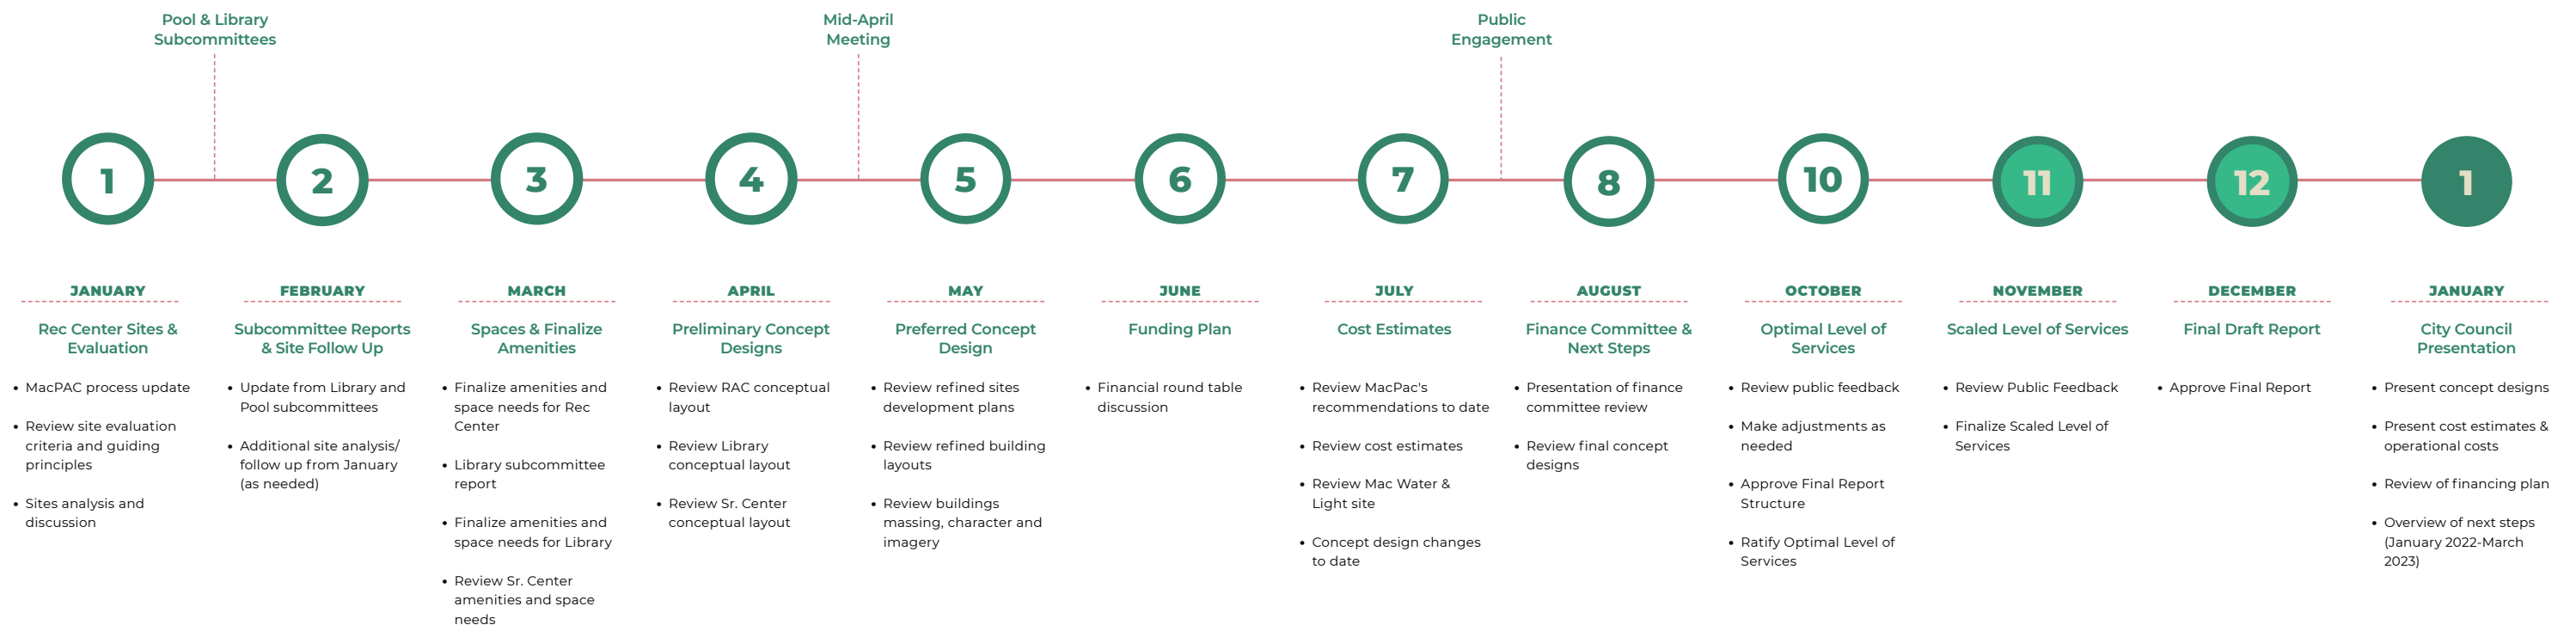 Pool & Library
Subcommittees
Mid-April
Meeting
Public
Engagement
1
2
3
4
5
6
7
8
10
11
12
1
JANUARY
Rec Center Sites &
Evaluation
• MacPAC process update
• Review site evaluation
criteria and guiding
principles
• Sites analysis and
discussion
FEBRUARY
Subcommittee Reports
& Site Follow Up
• Update from Library and
Pool subcommittees
• Additional site analysis/
follow up from January
(as needed)
MARCH
Spaces & Finalize
Amenities
• Finalize amenities and
space needs for Rec
Center
• Library subcommittee
report
• Finalize amenities and
space needs for Library
• Review Sr. Center
amenities and space
needs
APRIL
Preliminary Concept
Designs
• Review RAC conceptual
layout
• Review Library
conceptual layout
• Review Sr. Center
conceptual layout
MAY
Preferred Concept
Design
• Review refined sites
development plans
• Review refined building
layouts
• Review buildings
massing, character and
imagery
JUNE
Funding Plan
• Financial round table
discussion
JULY
Cost Estimates
• Review MacPac's
recommendations to date
• Review cost estimates
• Review Mac Water &
Light site
• Concept design changes
to date
AUGUST
Finance Committee &
Next Steps
• Presentation of finance
committee review
• Review final concept
designs
OCTOBER
Optimal Level of
Services
• Review public feedback
• Make adjustments as
needed
• Approve Final Report
Structure
• Ratify Optimal Level of
Services
NOVEMBER
Scaled Level of Services
• Review Public Feedback
• Finalize Scaled Level of
Services
DECEMBER
Final Draft Report
• Approve Final Report
JANUARY
City Council
Presentation
• Present concept designs
• Present cost estimates &
operational costs
• Review of financing plan
• Overview of next steps
(January 2022-March
2023)